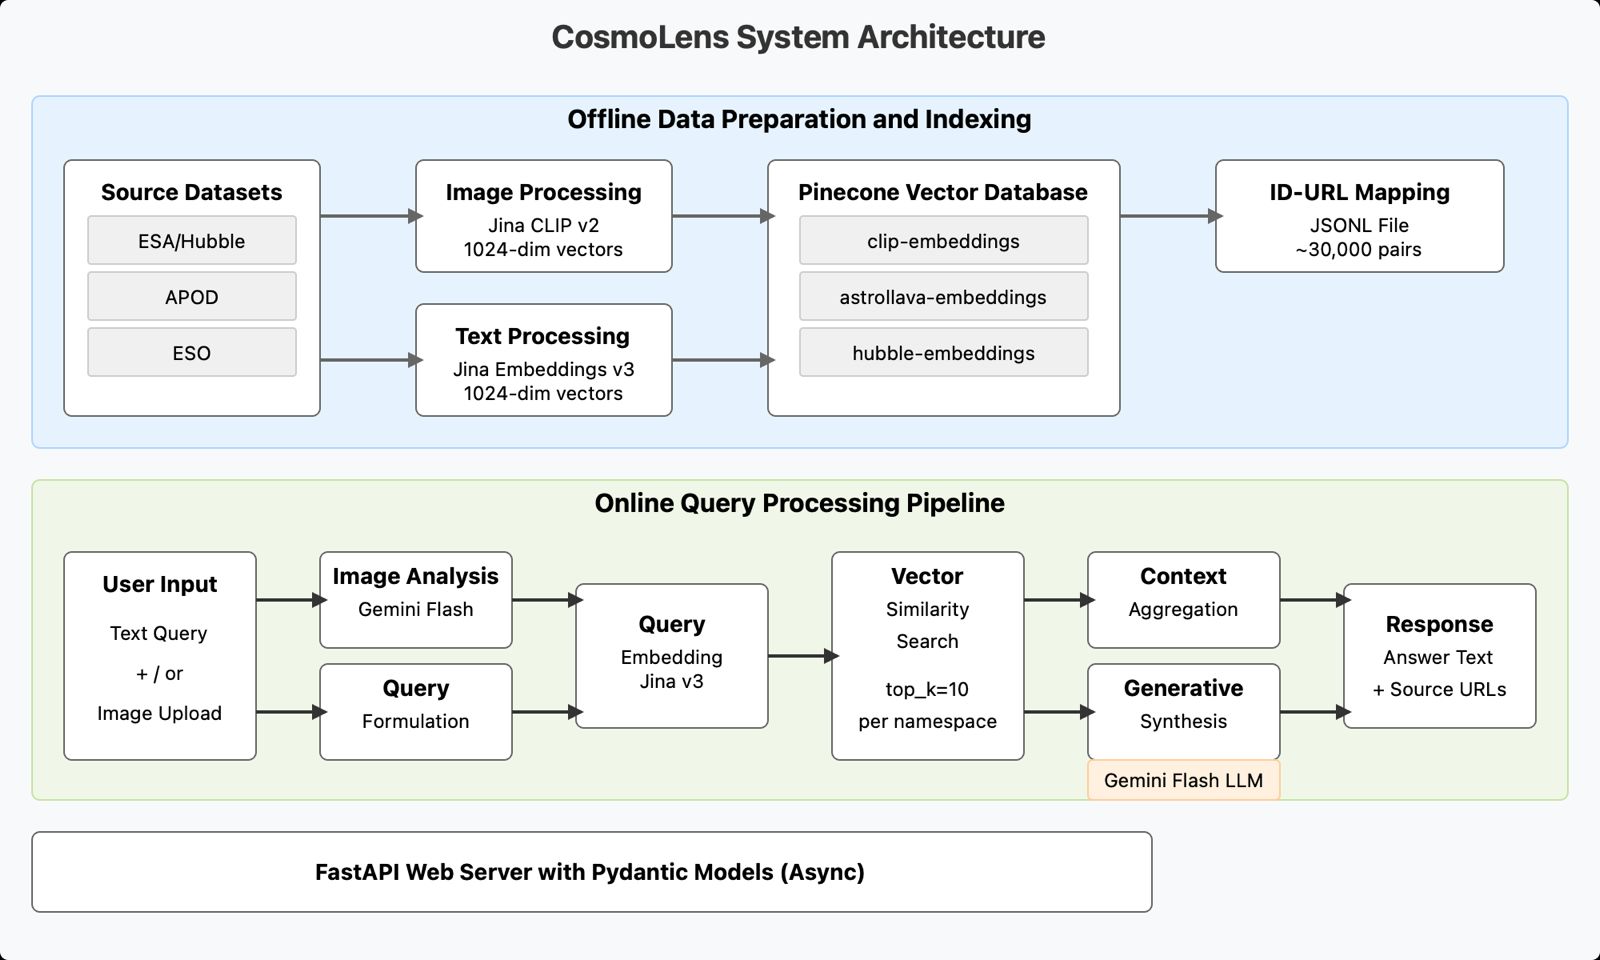 CosmoLens System Architecture
Offline Data Preparation and Indexing
Source Datasets
ESA/Hubble
APOD
ESO
Image Processing
Jina CLIP v2
1024-dim vectors
Text Processing
Jina Embeddings v3
1024-dim vectors
Pinecone Vector Database
clip-embeddings
astrollava-embeddings
hubble-embeddings
ID-URL Mapping
JSONL File
~30,000 pairs
Online Query Processing Pipeline
User Input
Text Query
+ / or
Image Upload
Image Analysis
Gemini Flash
Query
Formulation
Query
Embedding
Jina v3
Vector
Similarity
Search
top_k=10
per namespace
Context
Aggregation
Generative
Synthesis
Gemini Flash LLM
Response
Answer Text
+ Source URLs
FastAPI Web Server with Pydantic Models (Async)